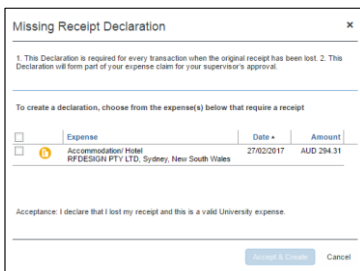 Missing Receipt Declaration ×
1. This Declaration is required for every transaction when the original receipt has been lost. 2. This
Declaration will form part of your expense claim for your supervisor's approval.
To create a declaration, choose from the expense(s) below that require a receipt
Expense Date Amount
Accommodation/ Hotel 27/02/2017 AUD 294.31
RFDESIGN PTY LTD, Sydney, New South Wales
Acceptance: I declare that I lost my receipt and this is a valid University expense.
Accept & Create Cancel